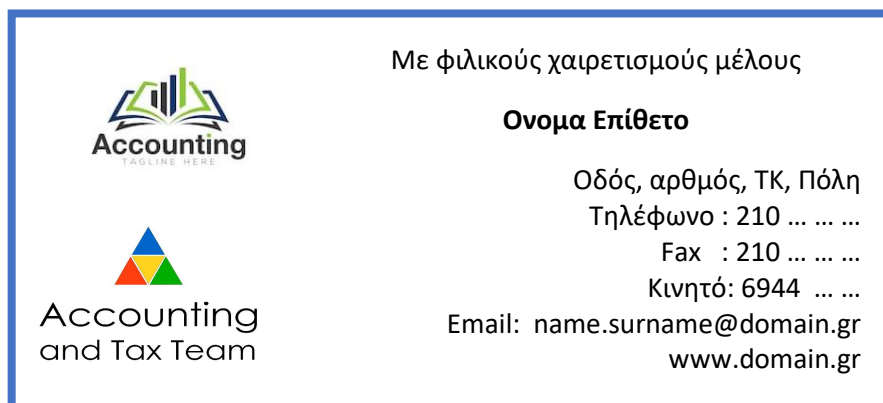 Accounting
TAGLINE HERE
Accounting
and Tax Team
Με φιλικούς χαιρετισμούς μέλους
Ονομα Επίθετο
Οδός, αρθμός, ΤΚ, Πόλη
Τηλέφωνο : 210 ... ... ...
Fax : 210 ... ... ...
Κινητό: 6944 ... ...
Email: name.surname@domain.gr
www.domain.gr